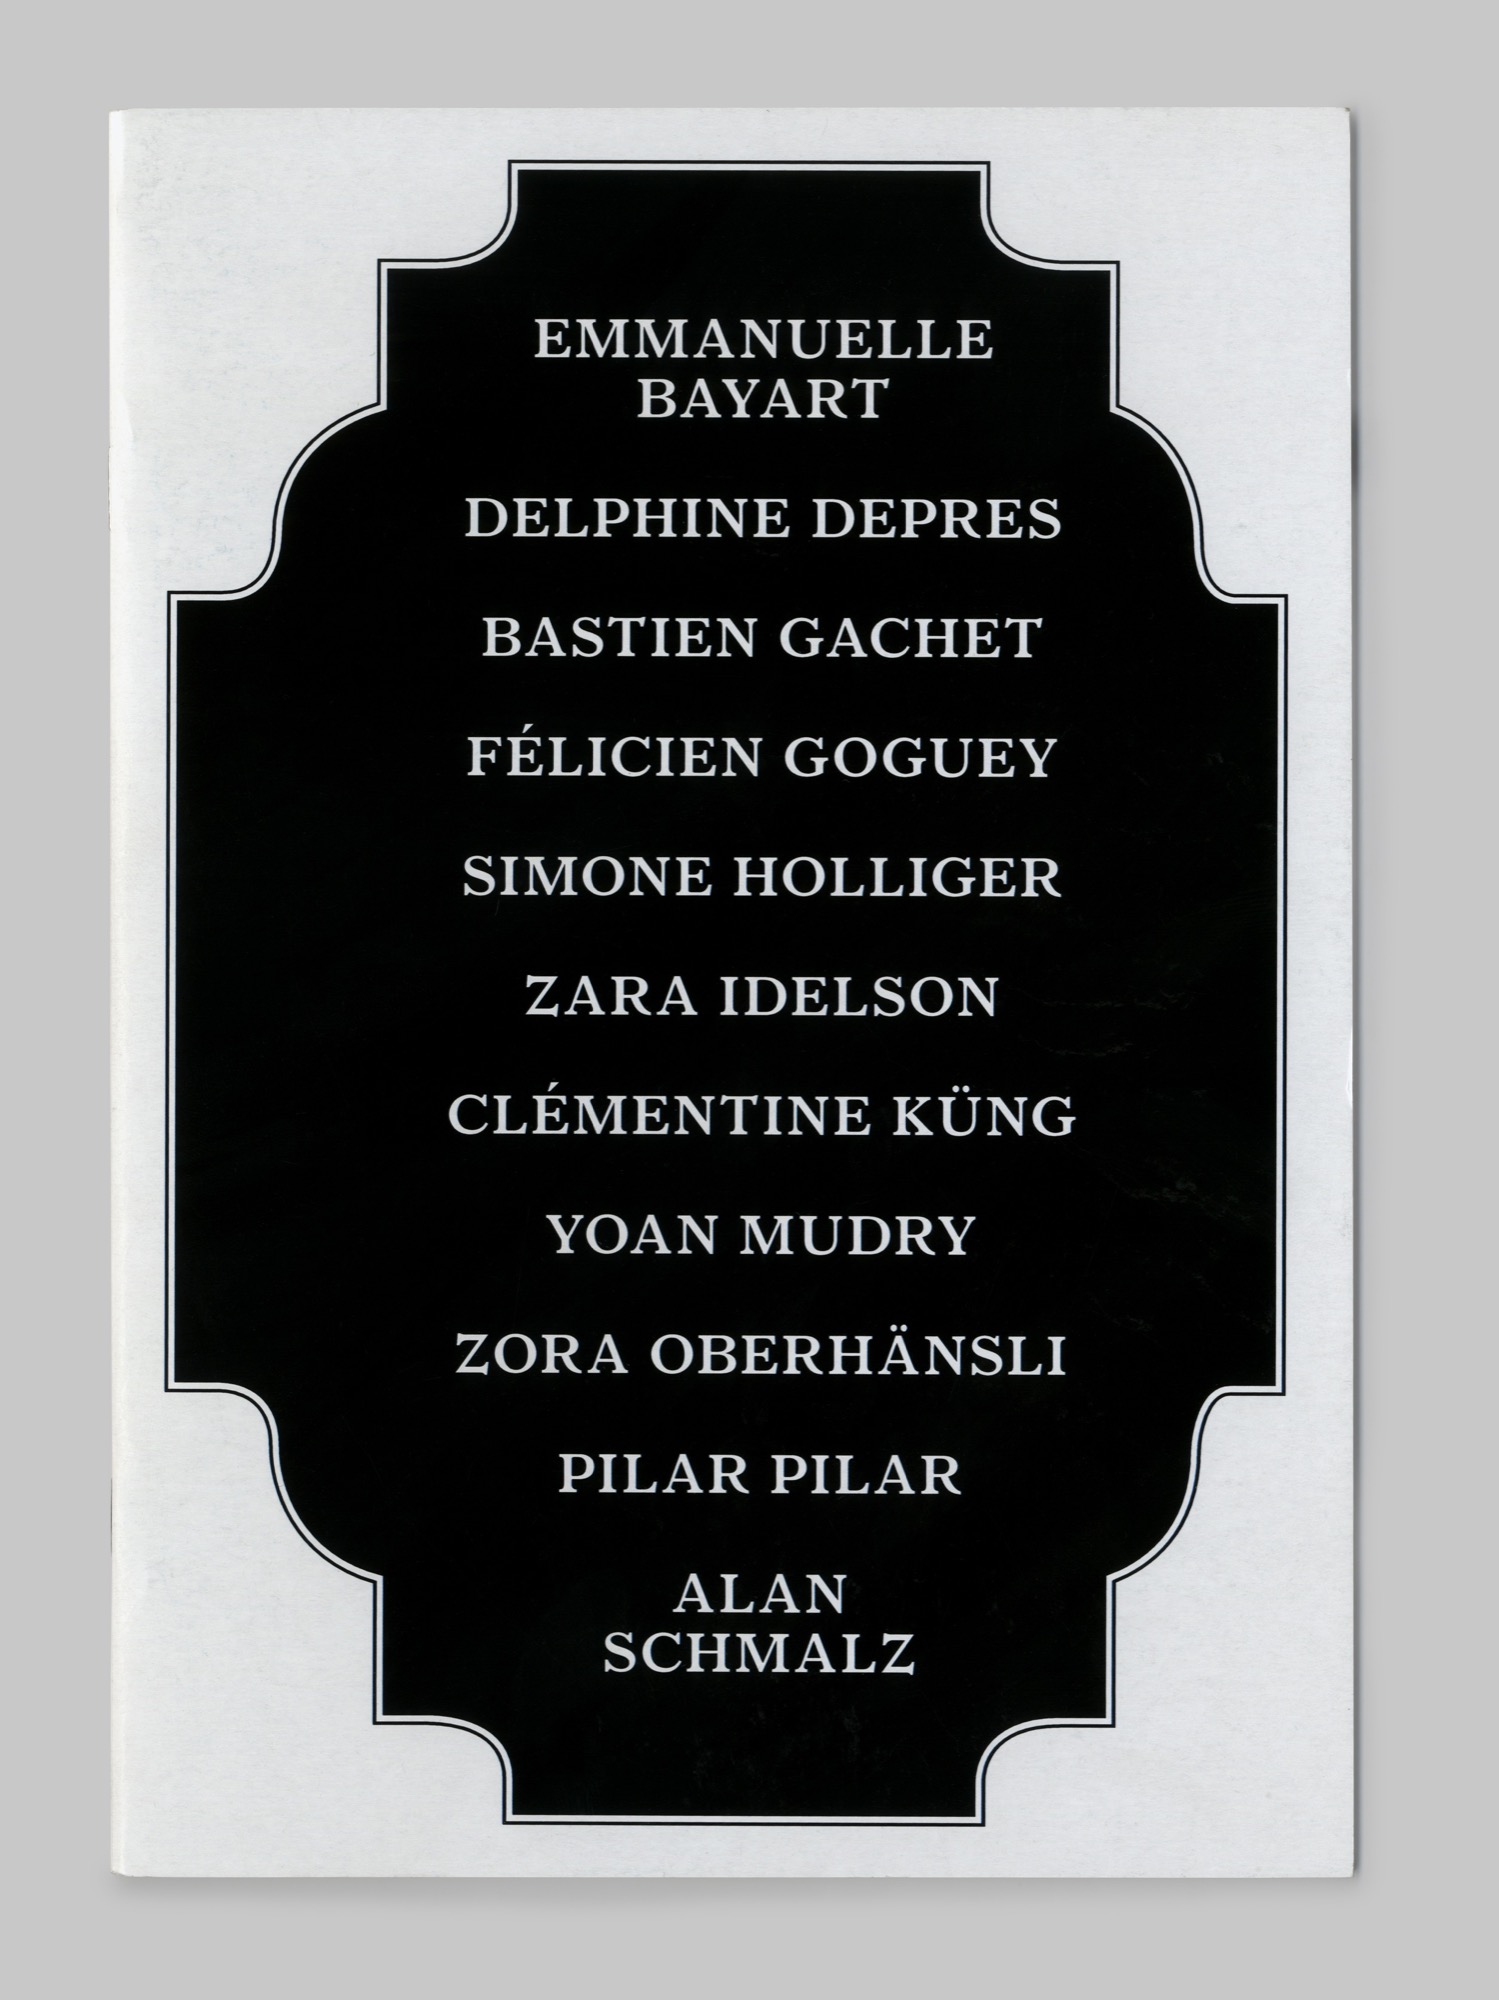 EMMANUELLE
BAYART
DELPHINE DEPRES
BASTIEN GACHET
FÉLICIEN GOGUEY
SIMONE HOLLIGER
ZARA IDELSON
CLÉMENTINE KÜNG
YOAN MUDRY
ZORA OBERHÄNSLI
PILAR PILAR
ALAN
SCHMALZ